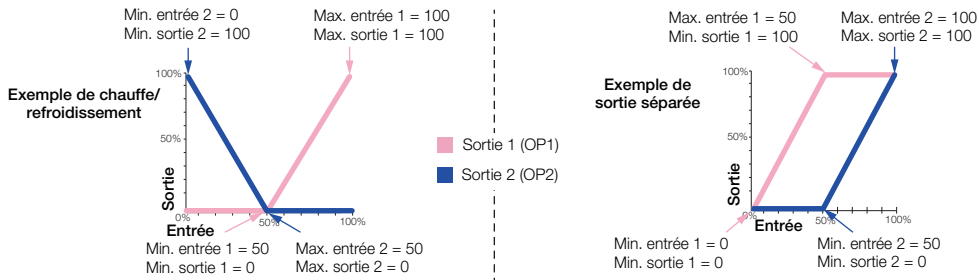 Min. entrée 2 = 0
Min. sortie 2 = 100
Max. entrée 1 = 100
Max. sortie 1 = 100
Exemple de chauffe/
refroidissement
100%
50%
Sortie
0%
50%
100%
Entrée
Min. entrée 1 = 50
Min. sortie 1 = 0
Max. entrée 2 = 50
Max. sortie 2 = 0
Sortie 1 (OP1)
Sortie 2 (OP2)
Max. entrée 1 = 50
Min. sortie 1 = 100
Max. entrée 2 = 100
Max. sortie 2 = 100
Exemple de
sortie séparée
100%
50%
Sortie
0%
50%
100%
Entrée
Min. entrée 1 = 0
Min. sortie 1 = 0
Min. entrée 2 = 50
Min. sortie 2 = 0